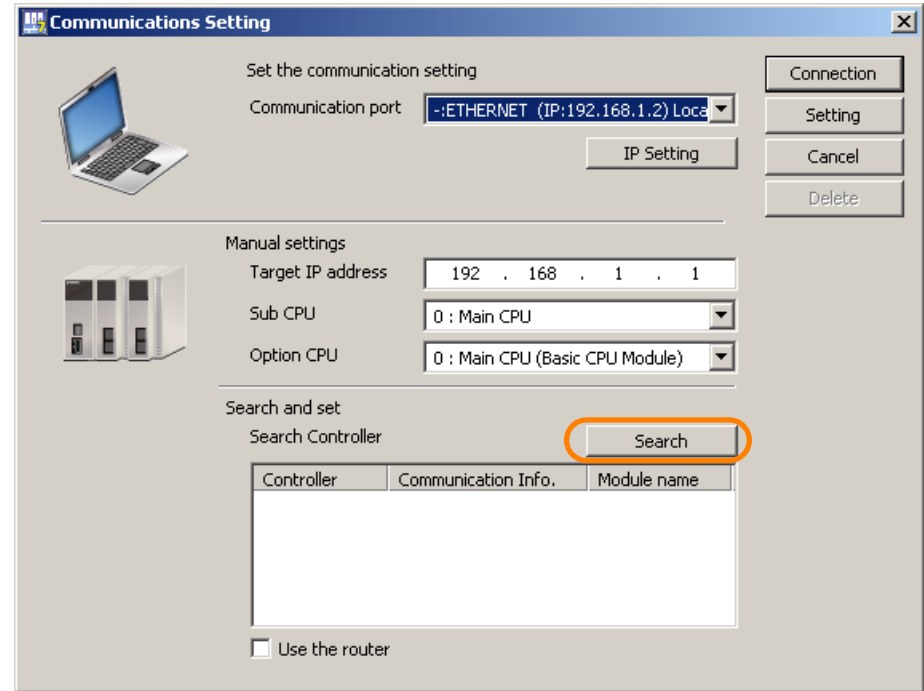 Communications Setting
Set the communication setting
Connection
Communication port
-:ETHERNET (IP:192.168.1.2) Loca
Setting
IP Setting
Cancel
Delete
Manual settings
Target IP address
192 . 168 . 1 . 1
Sub CPU
0 : Main CPU
Option CPU
0 : Main CPU (Basic CPU Module)
Search and set
Search Controller
Search
Controller Communication Info. Module name
Use the router